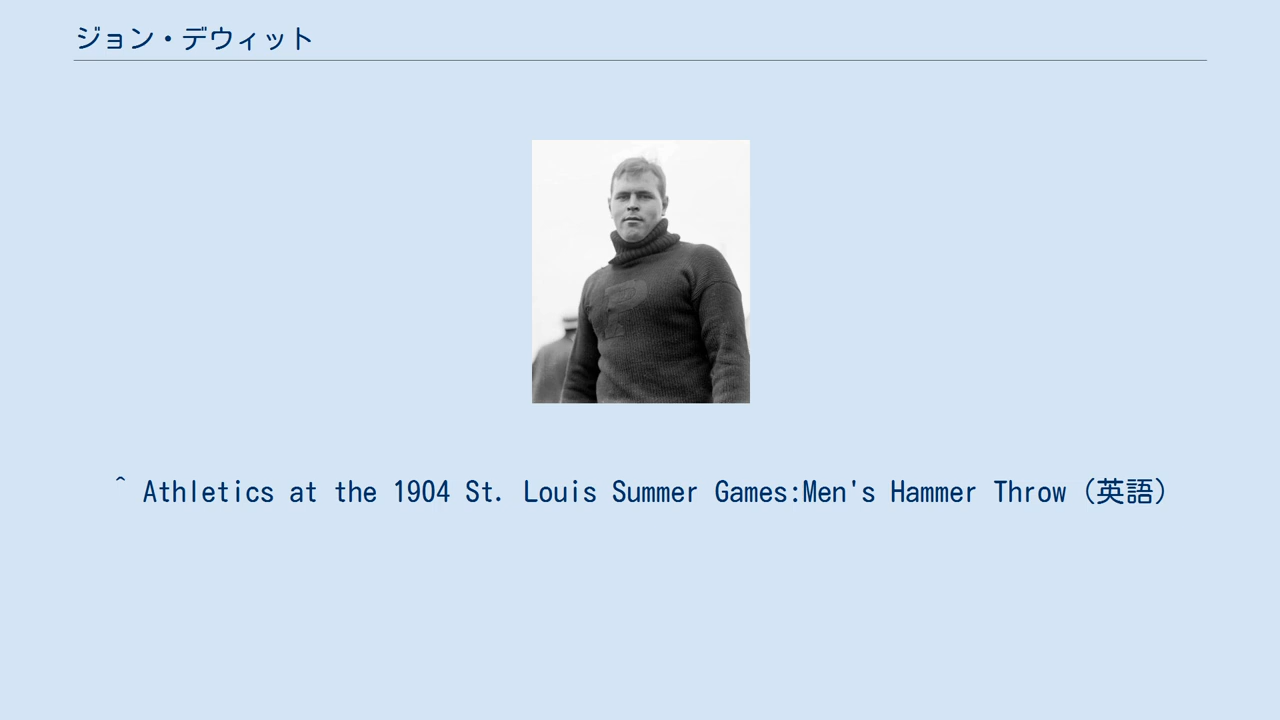 ジョン・デウィット
P
^ Athletics at the 1904 St. Louis Summer Games:Men's Hammer Throw（英語）